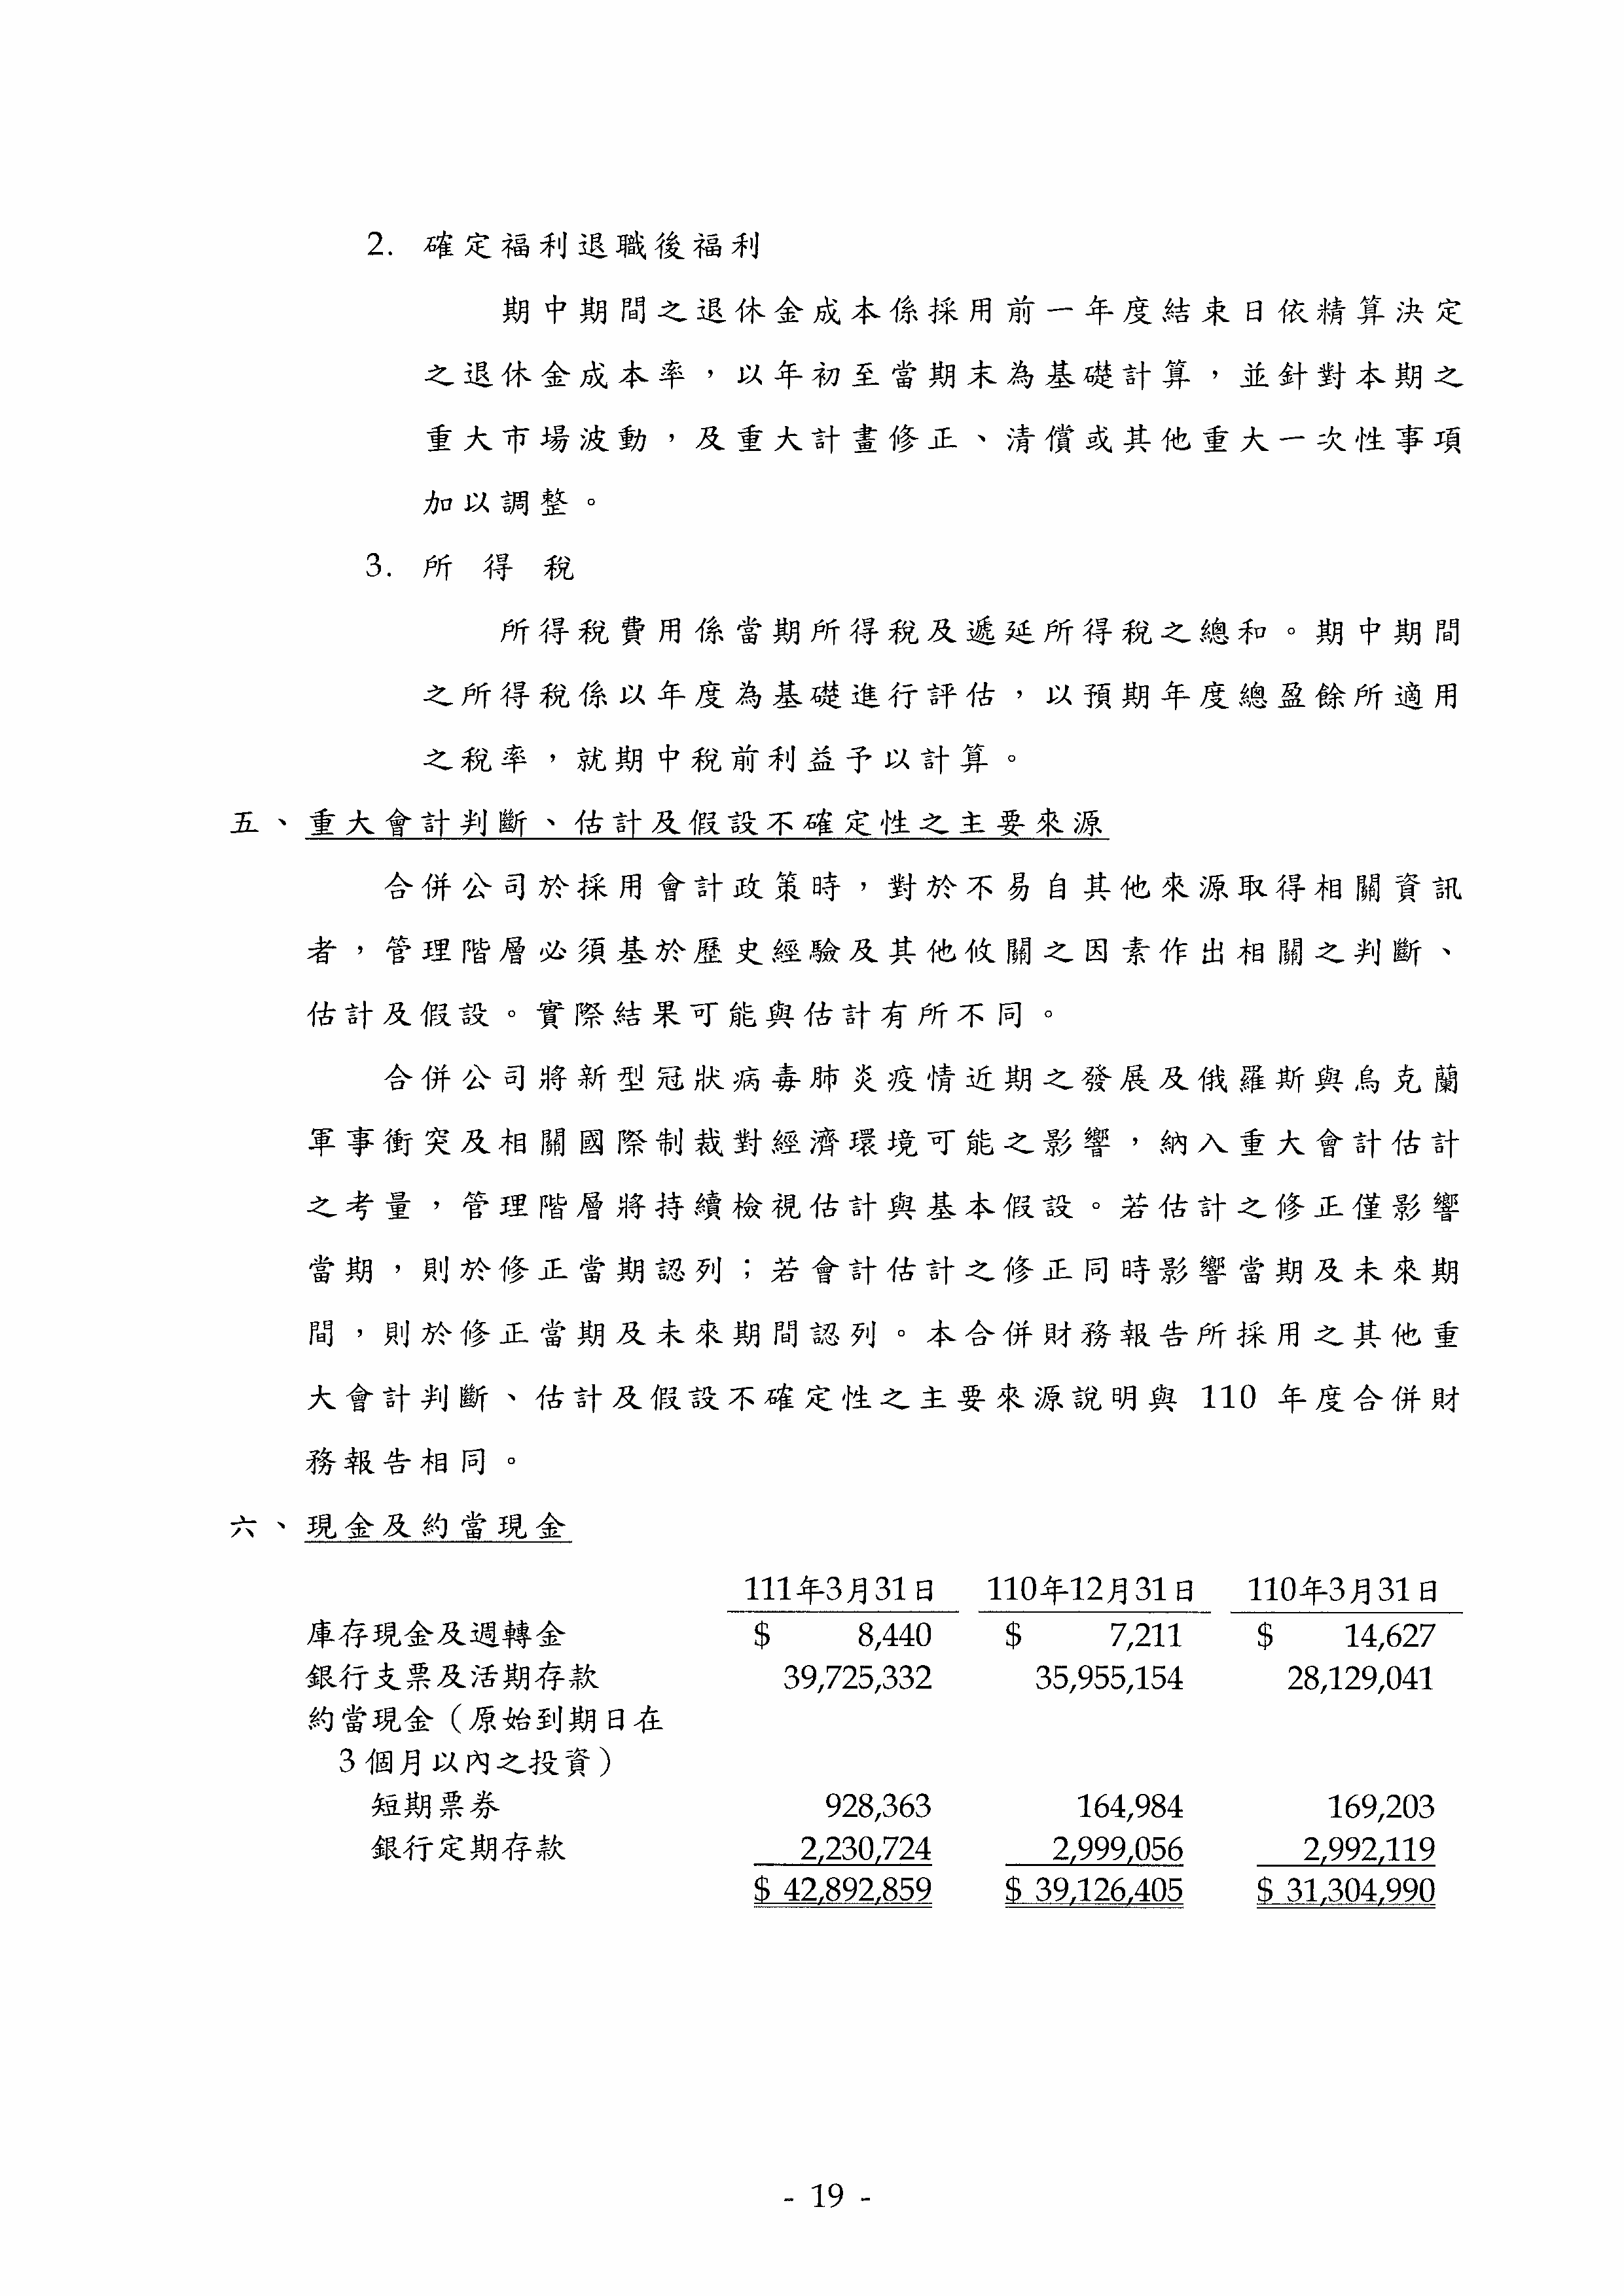 2. 確定福利退職後福利
期中期間之退休金成本係採用前一年度結束日依精算決定
之退休金成本率，以年初至當期末為基礎計算，並針對本期之
重大市場波動，及重大計畫修正、清償或其他重大一次性事項
加以調整。
3. 所得稅
所得稅費用係當期所得稅及遞延所得稅之總和。期中期間
之所得稅係以年度為基礎進行評估，以預期年度總盈餘所適用
之稅率，就期中稅前利益予以計算。
五、重大會計判斷、估計及假設不確定性之主要來源
合併公司於採用會計政策時，對於不易自其他來源取得相關資訊
者，管理階層必須基於歷史經驗及其他攸關之因素作出相關之判斷、
估計及假設。實際結果可能與估計有所不同。
合併公司將新型冠狀病毒肺炎疫情近期之發展及俄羅斯與烏克蘭
軍事衝突及相關國際制裁對經濟環境可能之影響，納入重大會計估計
之考量，管理階層將持續檢視估計與基本假設。若估計之修正僅影響
當期，則於修正當期認列；若會計估計之修正同時影響當期及未來期
間，則於修正當期及未來期間認列。本合併財務報告所採用之其他重
大會計判斷、估計及假設不確定性之主要來源說明與 110 年度合併財
務報告相同。
六、現金及約當現金
111年3月31日 110年12月31日 110年3月31日
庫存現金及週轉金 $ 8,440 $ 7,211 $ 14,627
銀行支票及活期存款 39,725,332 35,955,154 28,129,041
約當現金（原始到期日在
3 個月以內之投資）
短期票券 928,363 164,984 169,203
銀行定期存款 2,230,724 2,999,056 2,992,119
$ 42,892,859 $ 39,126,405 $ 31,304,990
- 19 -